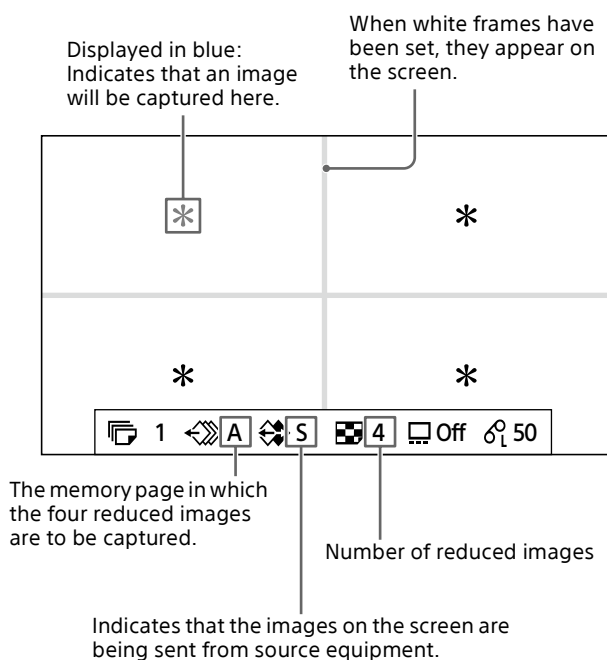 When white frames have
been set, they appear on
the screen.
Displayed in blue:
Indicates that an image
will be captured here.
*
*
*
*
1 A S 4 Off L 50
The memory page in which
the four reduced images
are to be captured.
Number of reduced images
Indicates that the images on the screen are
being sent from source equipment.